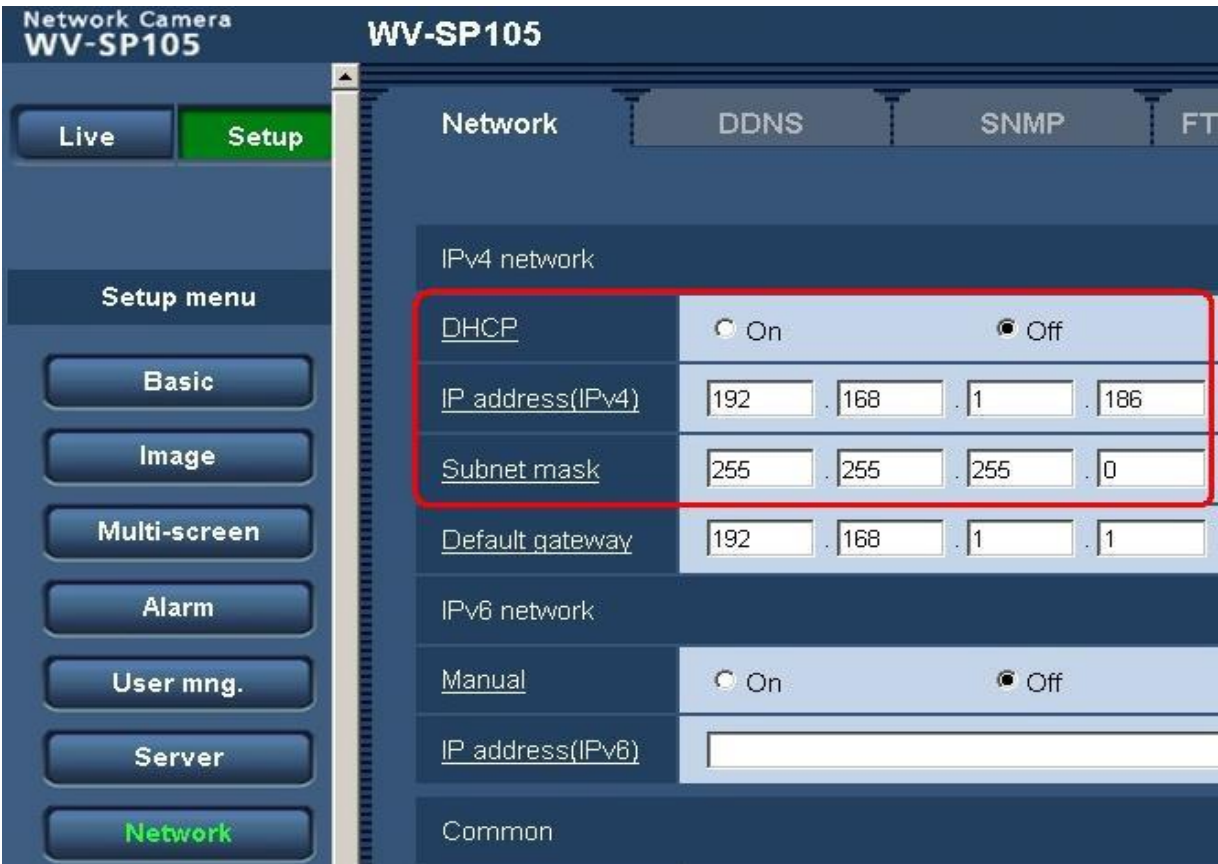 Network Camera
WV-SP105
WV-SP105
Live
Setup
Network
DDNS
SNMP
FT
Setup menu
Basic
Image
Multi-screen
Alarm
User mng.
Server
Network
IPv4 network
DHCP On Off
IP address(IPv4) 192 . 168 . 1 . 186
Subnet mask 255 . 255 . 255 . 0
Default gateway 192 . 168 . 1 . 1
IPv6 network
Manual On Off
IP address(IPv6)
Common